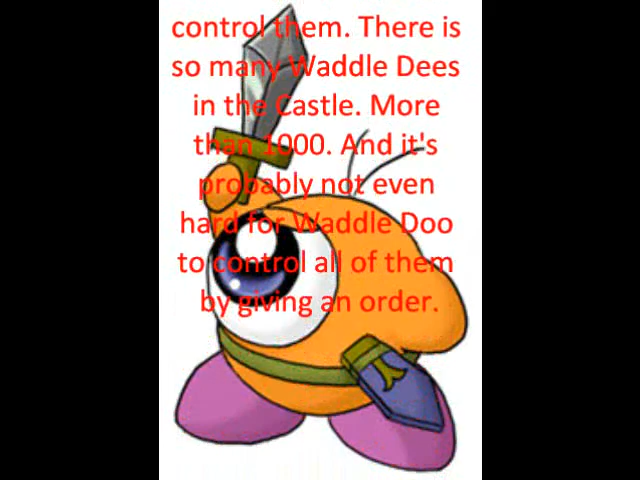 control them. There is
so many Waddle Dees
in the Castle. More
than 1000. And it's
probably not even
hard for Waddle Doo
to control all of them
by giving an order.